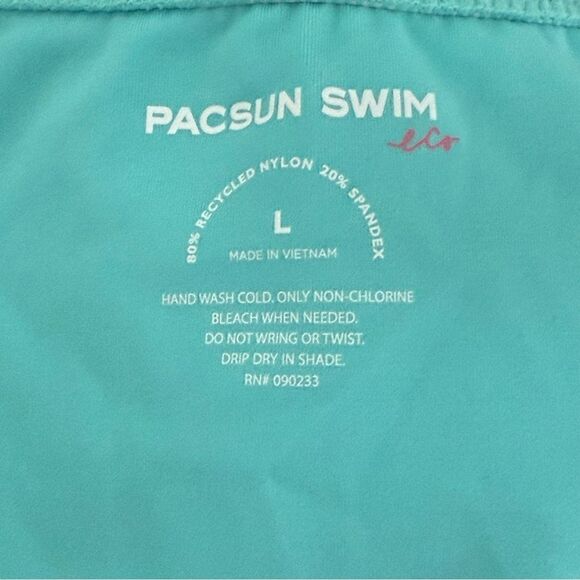 PACSUN SWIM
eco
80% RECYCLED NYLON 20% SPANDEX
L
MADE IN VIETNAM
HAND WASH COLD. ONLY NON-CHLORINE
BLEACH WHEN NEEDED.
DO NOT WRING OR TWIST.
DRIP DRY IN SHADE.
RN# 090233